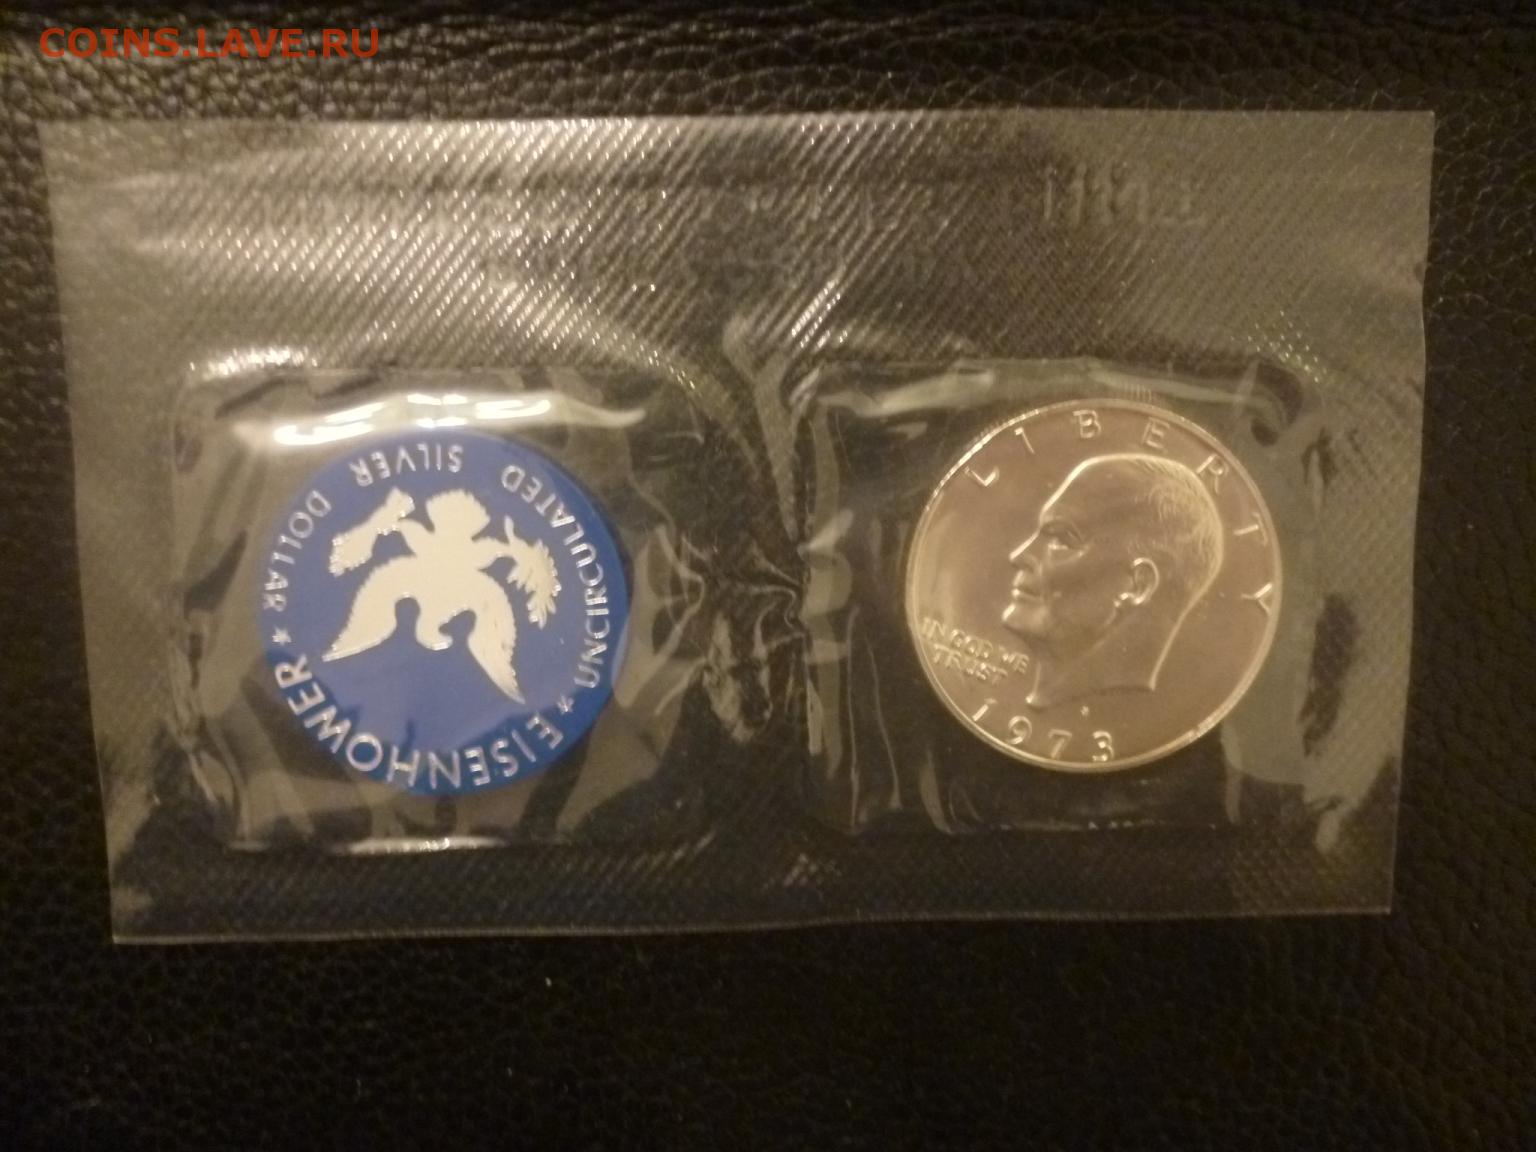 COINS.LAVE.RU
EISENHOWER
★ UNCIRCULATED SILVER DOLLAR ★
LIBERTY
IN GOD WE
TRUST
1973